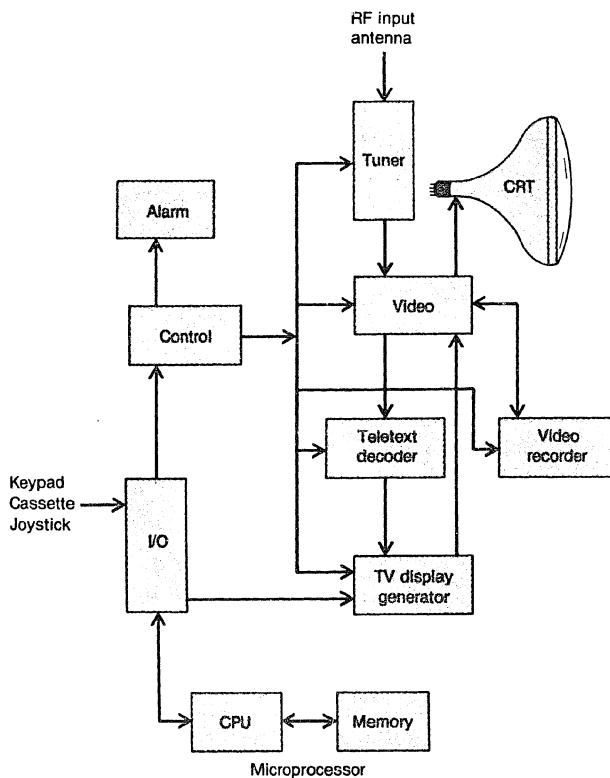 RF input
antenna
Tuner
CRT
Alarm
Video
Control
Teletext
decoder
Video
recorder
Keypad
Cassette
Joystick
I/O
TV display
generator
CPU
Memory
Microprocessor